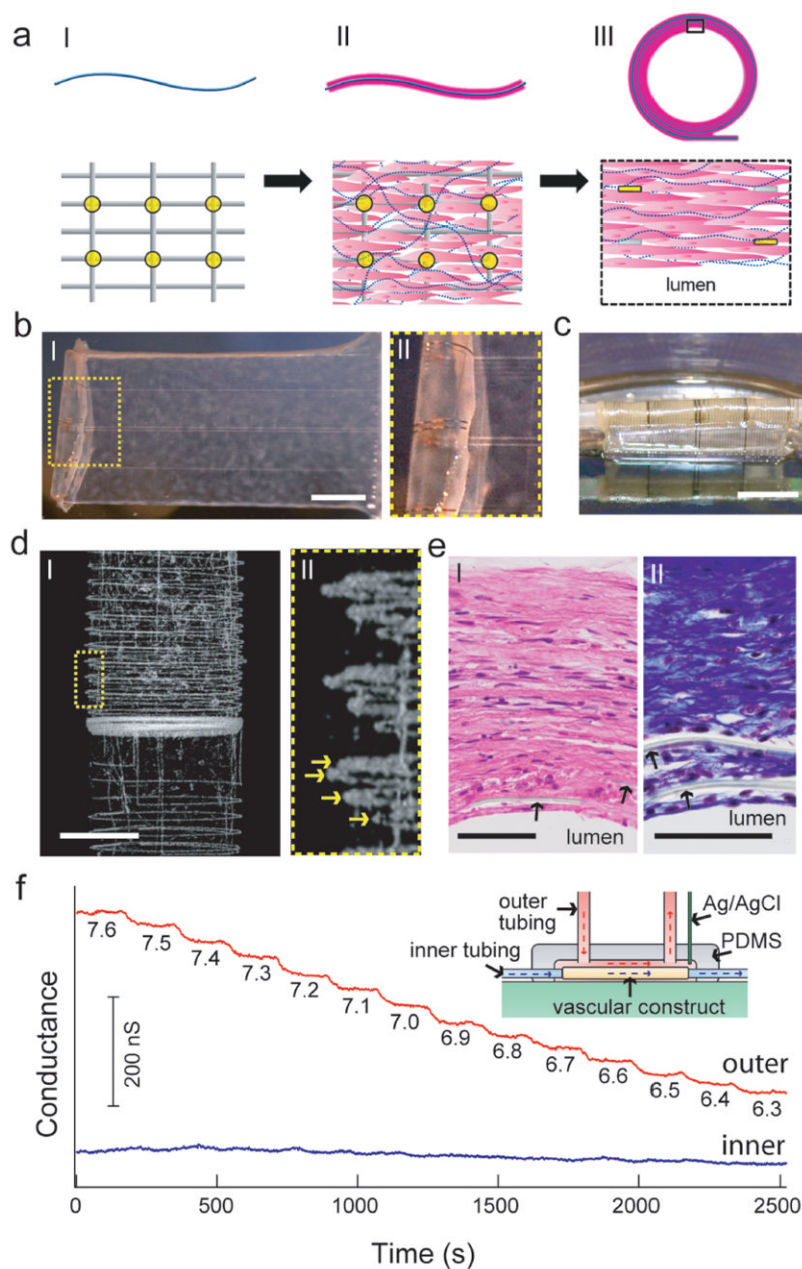 a
I
II
III
lumen
b
I
II
c
d
I
II
e
I
II
lumen
lumen
f
outer
tubing
Ag/AgCl
PDMS
inner tubing
vascular construct
7.6
7.5
7.4
7.3
7.2
7.1
7.0
6.9
6.8
6.7
6.6
6.5
6.4
6.3
200 nS
Conductance
outer
inner
0
500
1000
1500
2000
2500
Time (s)